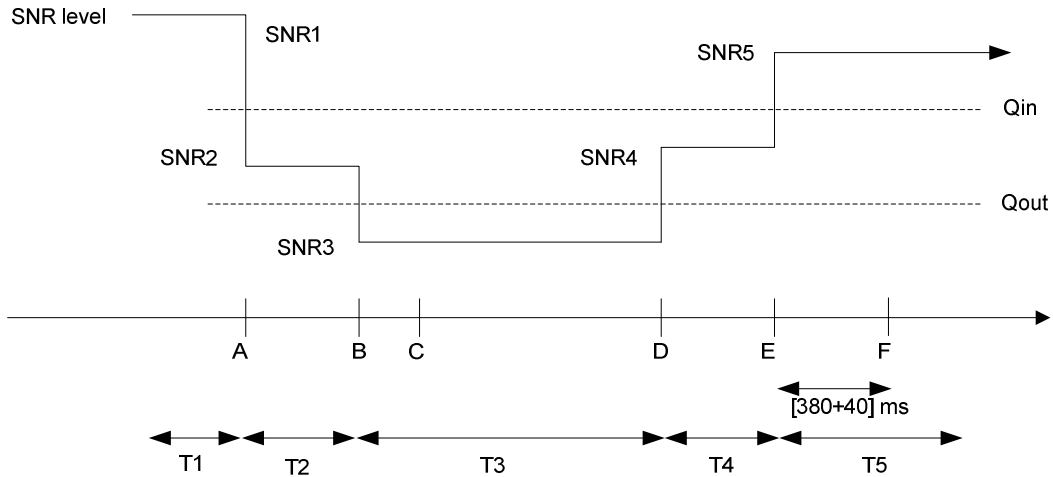 SNR level
SNR1
SNR5
Qin
SNR2
SNR4
Qout
SNR3
A
B
C
D
E
F
[380+40] ms
T1
T2
T3
T4
T5